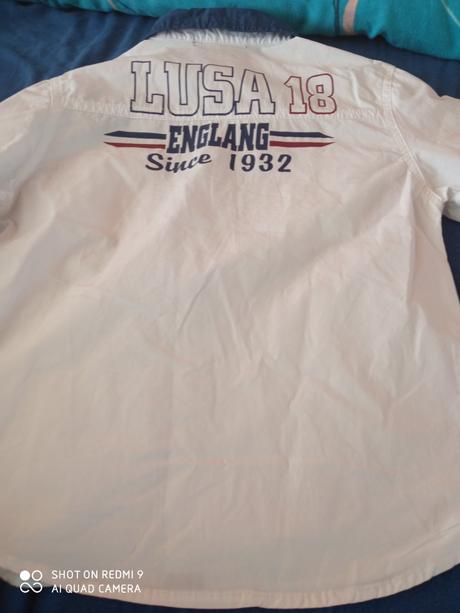 LUSA 18
ENGLANG
Since 1932
SHOT ON REDMI 9
AI QUAD CAMERA